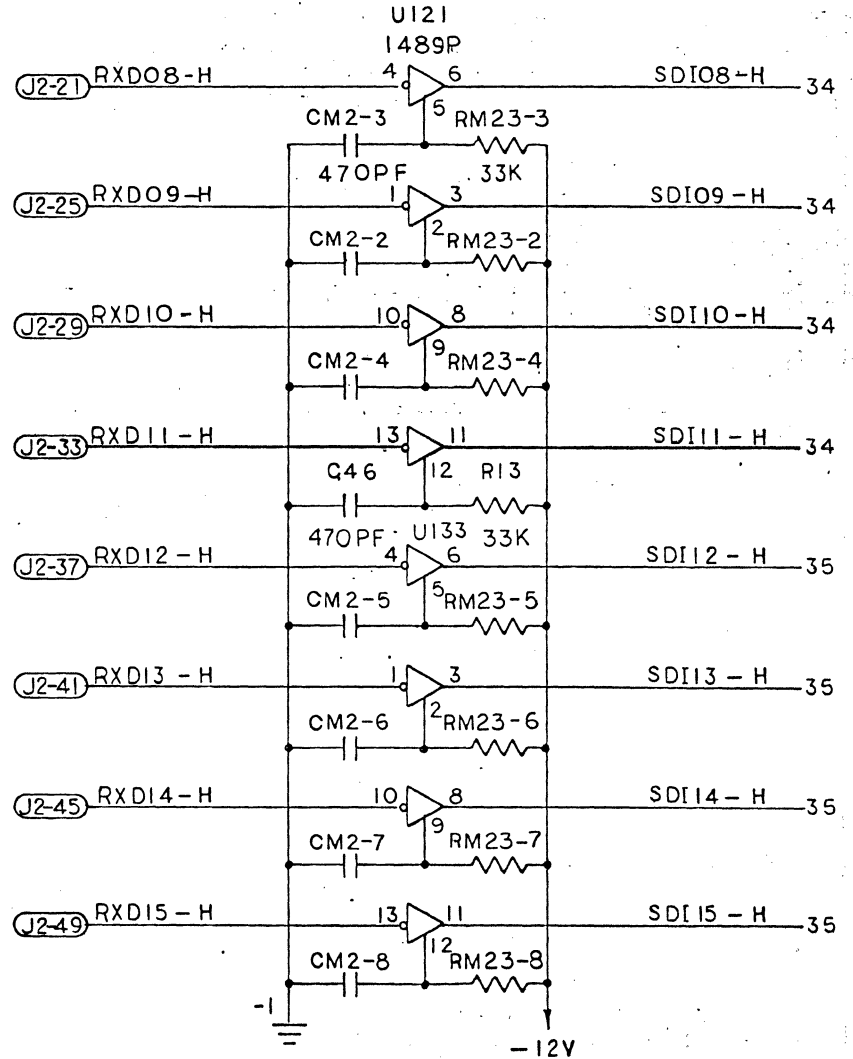 U121
1489P
J2-21 RXD08-H 4 6 SDI08-H 34
5
CM2-3 RM23-3
470PF 33K
J2-25 RXD09-H 1 3 SDI09-H 34
2
CM2-2 RM23-2
J2-29 RXD10-H 10 8 SDI10-H 34
9
CM2-4 RM23-4
J2-33 RXD11-H 13 11 SDI11-H 34
12
C46 R13
470PF U133 33K
J2-37 RXD12-H 4 6 SDI12-H 35
5
CM2-5 RM23-5
J2-41 RXD13-H 1 3 SDI13-H 35
2
CM2-6 RM23-6
J2-45 RXD14-H 10 8 SDI14-H 35
9
CM2-7 RM23-7
J2-49 RXD15-H 13 11 SDI15-H 35
12
CM2-8 RM23-8
-1
-12V